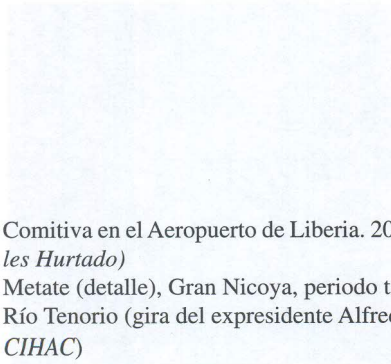 Comitiva en el Aeropuerto de Liberia. 20
les Hurtado)
Metate (detalle), Gran Nicoya, periodo t
Río Tenorio (gira del expresidente Alfred
CIHAC)